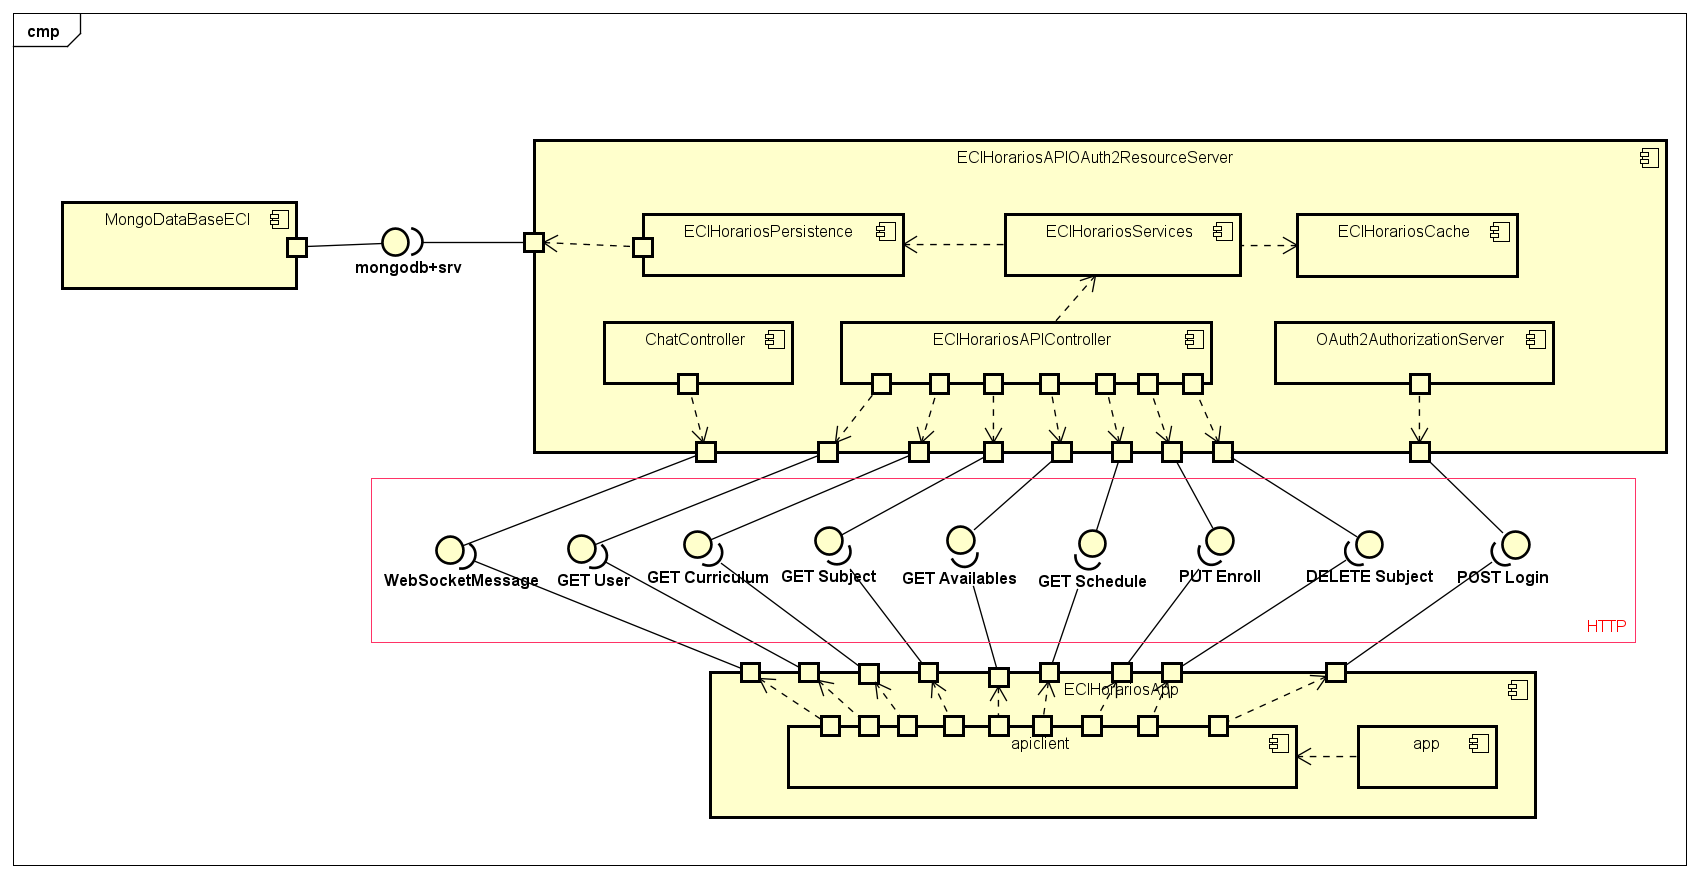 cmp
ECIHorariosAPIOAuth2ResourceServer
MongoDataBaseECI
ECIHorariosPersistence
ECIHorariosServices
ECIHorariosCache
mongodb+srv
ChatController
ECIHorariosAPIController
OAuth2AuthorizationServer
WebSocketMessage
GET User
GET Curriculum
GET Subject
GET Availables
GET Schedule
PUT Enroll
DELETE Subject
POST Login
HTTP
ECIHorariosApp
apiclient
app